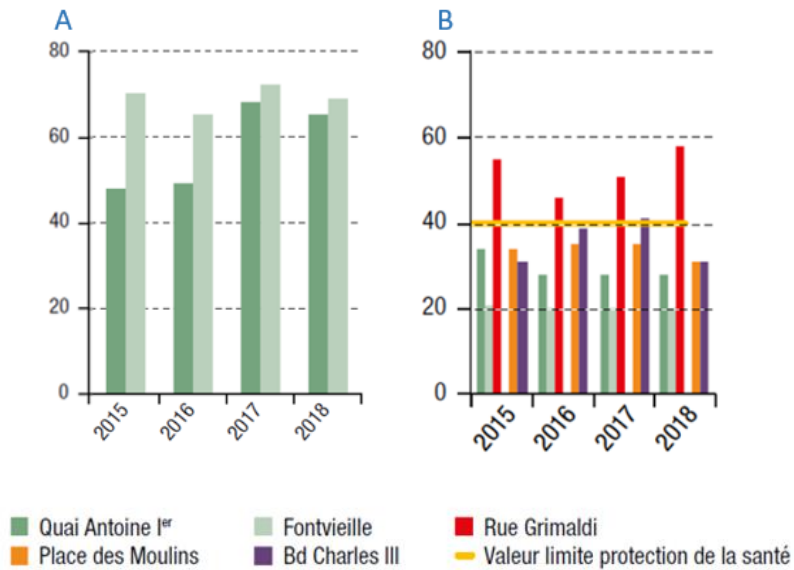 A
80
60
40
20
0
2015
2016
2017
2018
B
80
60
40
20
0
2015
2016
2017
2018
Quai Antoine Iᵉʳ
Fontvieille
Rue Grimaldi
Place des Moulins
Bd Charles III
Valeur limite protection de la santé